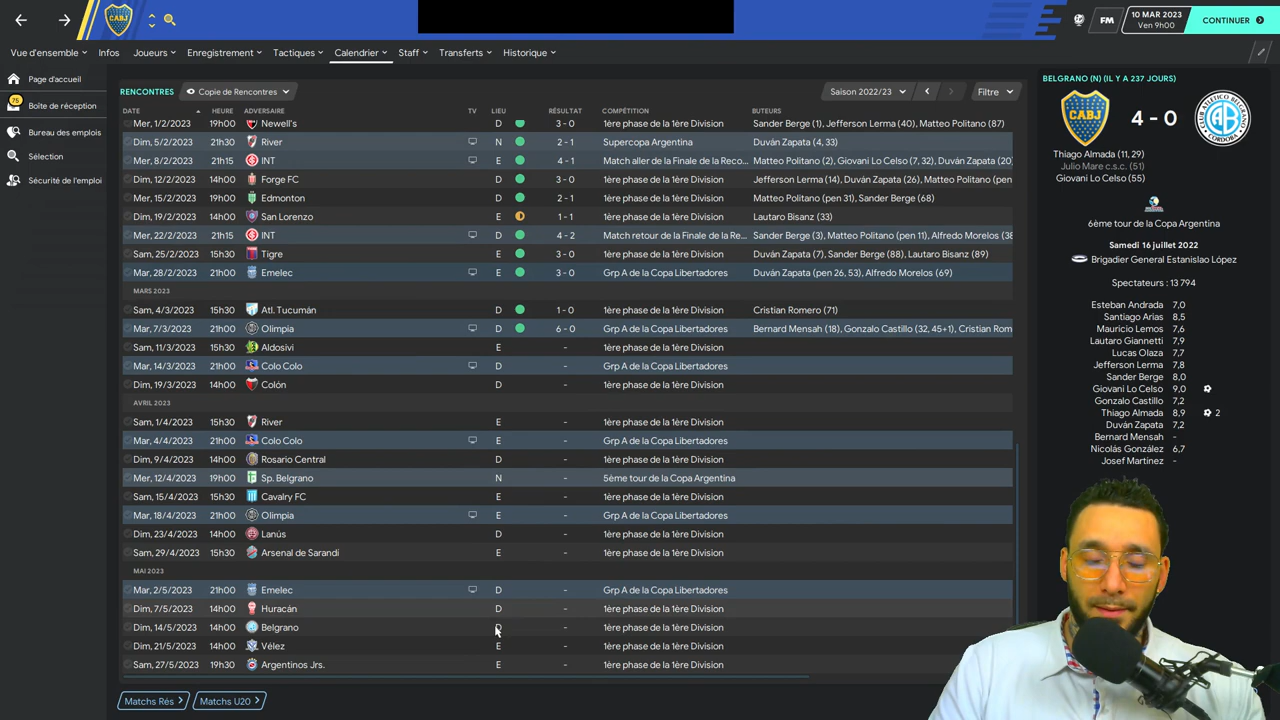 CABJ
FM
10 MAR 2023
Ven 9h00
CONTINUER
Vue d'ensemble
Infos
Joueurs
Enregistrement
Tactiques
Calendrier
Staff
Transferts
Historique
Page d'accueil
75
Boîte de réception
Bureau des emplois
Sélection
Sécurité de l'emploi
RENCONTRES
Copie de Rencontres
Saison 2022/23
Filtre
DATE HEURE ADVERSAIRE TV LIEU RÉSULTAT COMPÉTITION BUTEURS
Mer, 1/2/2023 19h00 Newell's D 3 - 0 1ère phase de la 1ère Division Sander Berge (1), Jefferson Lerma (40), Matteo Politano (87)
Dim, 5/2/2023 21h30 River N 2 - 1 Supercopa Argentina Duván Zapata (4, 33)
Mer, 8/2/2023 21h15 INT E 4 - 1 Match aller de la Finale de la Reco... Matteo Politano (2), Giovani Lo Celso (7, 32), Duván Zapata (20)
Dim, 12/2/2023 14h00 Forge FC D 3 - 0 1ère phase de la 1ère Division Jefferson Lerma (14), Duván Zapata (26), Matteo Politano (pen
Mer, 15/2/2023 19h00 Edmonton D 2 - 1 1ère phase de la 1ère Division Matteo Politano (pen 31), Sander Berge (68)
Dim, 19/2/2023 14h00 San Lorenzo E 1 - 1 1ère phase de la 1ère Division Lautaro Bisanz (33)
Mer, 22/2/2023 21h15 INT D 4 - 2 Match retour de la Finale de la Re... Sander Berge (3), Matteo Politano (pen 11), Alfredo Morelos (38
Sam, 25/2/2023 15h30 Tigre E 3 - 0 1ère phase de la 1ère Division Duván Zapata (7), Sander Berge (88), Lautaro Bisanz (89)
Mar, 28/2/2023 21h00 Emelec E 3 - 0 Grp A de la Copa Libertadores Duván Zapata (pen 26, 53), Alfredo Morelos (69)
MARS 2023
Sam, 4/3/2023 15h30 Atl. Tucumán D 1 - 0 1ère phase de la 1ère Division Cristian Romero (71)
Mar, 7/3/2023 21h00 Olimpia D 6 - 0 Grp A de la Copa Libertadores Bernard Mensah (18), Gonzalo Castillo (32, 45+1), Cristian Rom
Sam, 11/3/2023 15h30 Aldosivi E - 1ère phase de la 1ère Division
Mar, 14/3/2023 21h00 Colo Colo D - Grp A de la Copa Libertadores
Dim, 19/3/2023 14h00 Colón D - 1ère phase de la 1ère Division
AVRIL 2023
Sam, 1/4/2023 15h30 River E - 1ère phase de la 1ère Division
Mar, 4/4/2023 21h00 Colo Colo E - Grp A de la Copa Libertadores
Dim, 9/4/2023 14h00 Rosario Central D - 1ère phase de la 1ère Division
Mer, 12/4/2023 19h00 Sp. Belgrano N - 5ème tour de la Copa Argentina
Sam, 15/4/2023 15h30 Cavalry FC E - 1ère phase de la 1ère Division
Mar, 18/4/2023 21h00 Olimpia E - Grp A de la Copa Libertadores
Dim, 23/4/2023 14h00 Lanús D - 1ère phase de la 1ère Division
Sam, 29/4/2023 15h30 Arsenal de Sarandi E - 1ère phase de la 1ère Division
MAI 2023
Mar, 2/5/2023 21h00 Emelec D - Grp A de la Copa Libertadores
Dim, 7/5/2023 14h00 Huracán D - 1ère phase de la 1ère Division
Dim, 14/5/2023 14h00 Belgrano D - 1ère phase de la 1ère Division
Dim, 21/5/2023 14h00 Vélez E - 1ère phase de la 1ère Division
Sam, 27/5/2023 19h30 Argentinos Jrs. E - 1ère phase de la 1ère Division
Matchs Rés
Matchs U20
BELGRANO (N) (IL Y A 237 JOURS)
CABJ 4 - 0
Thiago Almada (11, 29)
Julio Mare c.s.c. (51)
Giovani Lo Celso (55)
6ème tour de la Copa Argentina
Samedi 16 juillet 2022
Brigadier General Estanislao López
Spectateurs : 13 794
Esteban Andrada 7,0
Santiago Arias 8,5
Mauricio Lemos 7,6
Lautaro Giannetti 7,9
Lucas Olaza 7,7
Jefferson Lerma 7,8
Sander Berge 8,0
Giovani Lo Celso 9,0
Gonzalo Castillo 7,2
Thiago Almada 8,9 2
Duván Zapata 7,2
Bernard Mensah -
Nicolás González 6,7
Josef Martínez -